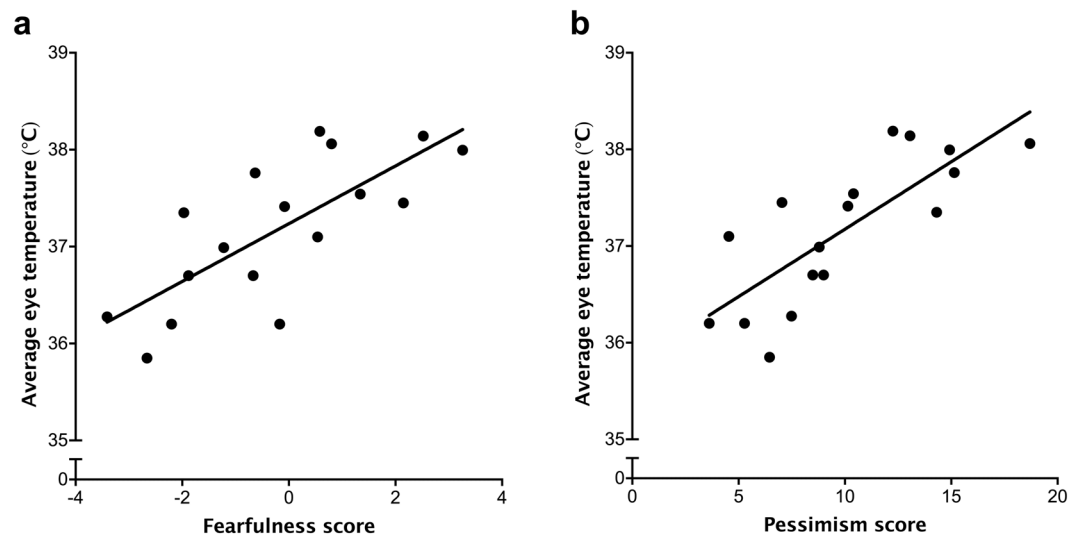 a
39
38
37
36
35
0
Average eye temperature (°C)
-4 -2 0 2 4
Fearfulness score
b
39
38
37
36
35
0
Average eye temperature (°C)
0 5 10 15 20
Pessimism score